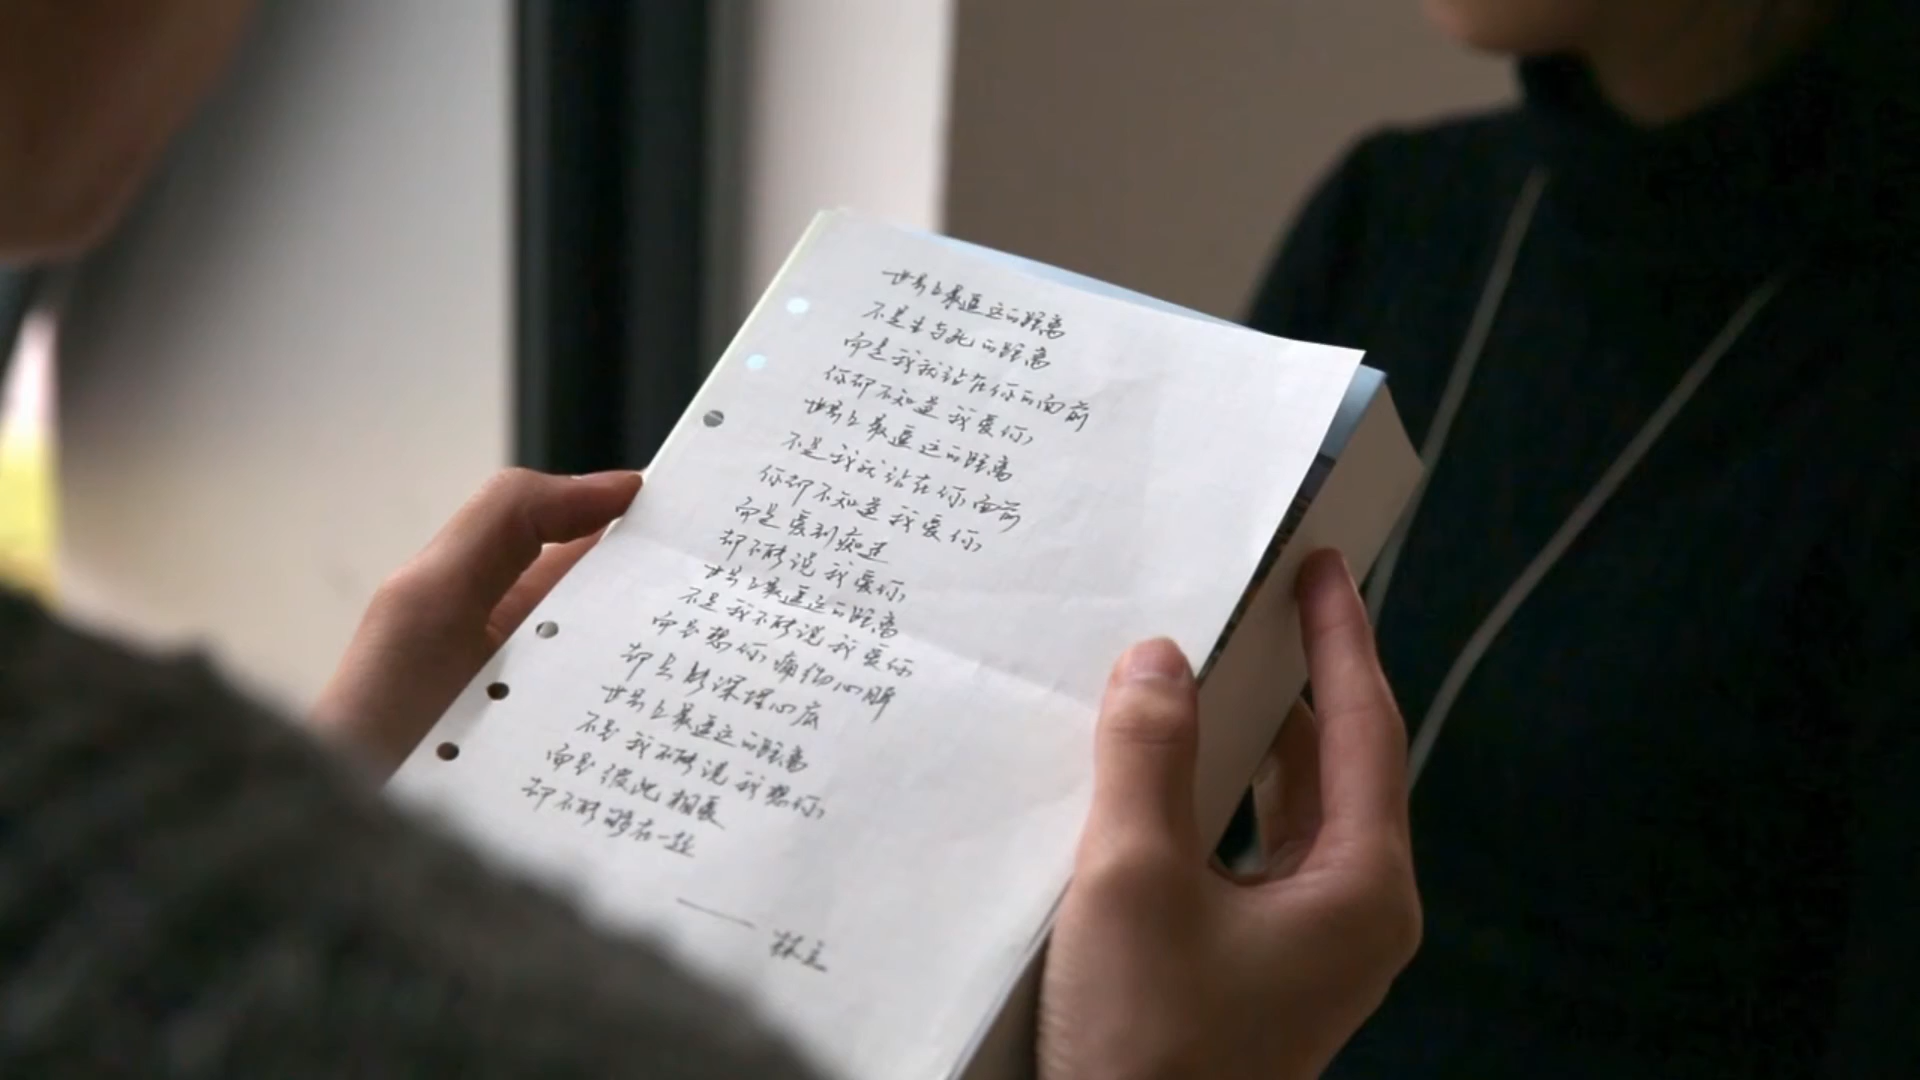 世界上最遥远的距离
不是生与死的距离
而是我就站在你的面前
你却不知道我爱你
世界上最遥远的距离
不是我就站在你面前
你却不知道我爱你
而是爱到痴迷
却不能说我爱你
世界上最遥远的距离
不是我不能说我爱你
而是想你痛彻心脾
却只能深埋心底
世界上最遥远的距离
不是我不能说我想你
而是彼此相爱
却不能够在一起